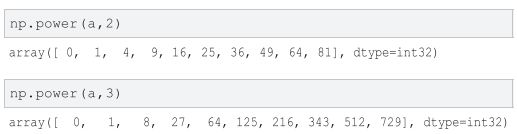 np.power(a,2)
array([ 0, 1, 4, 9, 16, 25, 36, 49, 64, 81], dtype=int32)
np.power(a,3)
array([ 0, 1, 8, 27, 64, 125, 216, 343, 512, 729], dtype=int32)